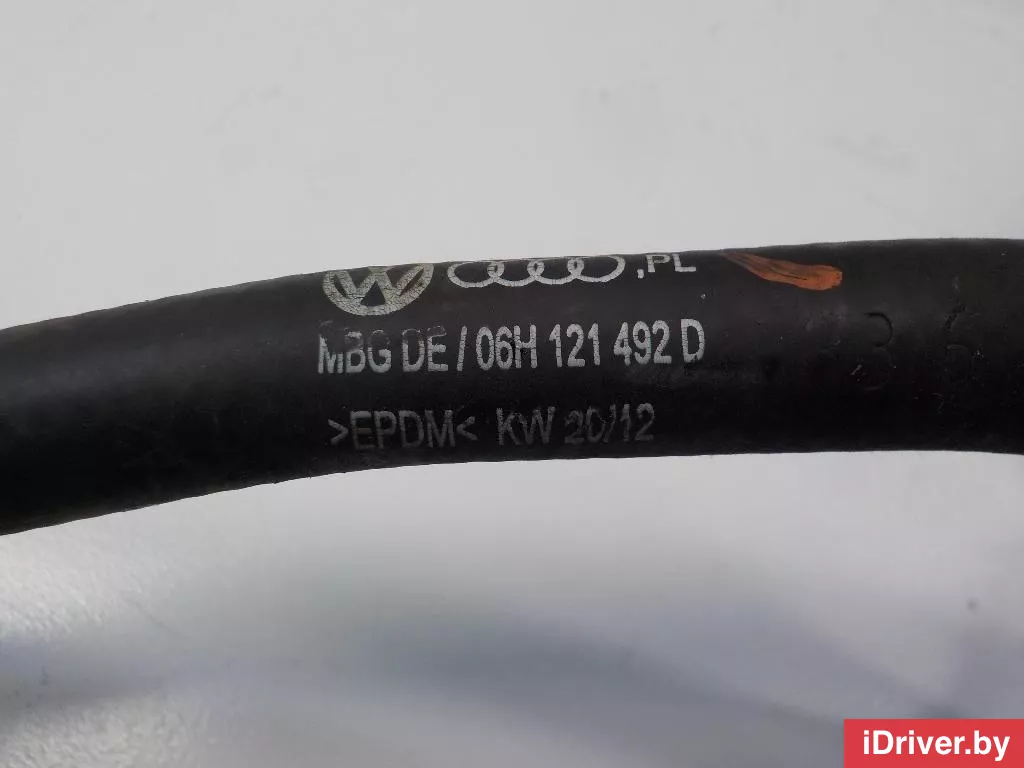 ,PL
MBG DE / 06H 121 492 D
>EPDM< KW 20/12
iDriver.by